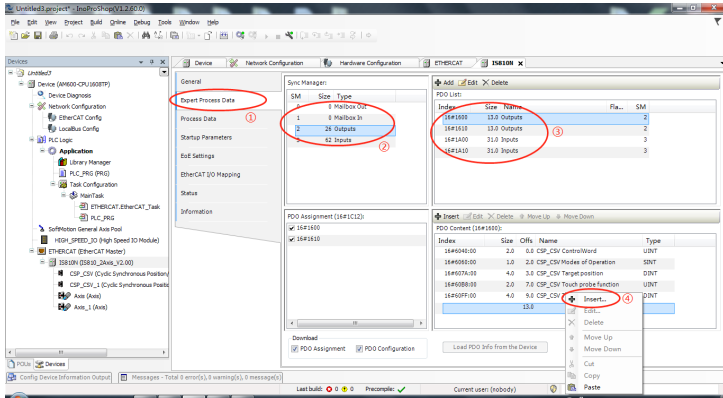 Untitled3.project* - InoProShop(V1.2.60.0)
File Edit View Project Build Online Debug Tools Window Help
Devices
Untitled3
Device (AM600-CPU1608TP)
Device Diagnosis
Network Configuration
EtherCAT Config
LocalBus Config
PLC Logic
Application
Library Manager
PLC_PRG (PRG)
Task Configuration
MainTask
ETHERCAT.EtherCAT_Task
PLC_PRG
SoftMotion General Axis Pool
HIGH_SPEED_IO (High Speed IO Module)
ETHERCAT (EtherCAT Master)
IS810N (IS810_2Axis_V2.00)
CSP_CSV (Cyclic Synchronous Position/
CSP_CSV_1 (Cyclic Synchronous Positio
Axis (Axis)
Axis_1 (Axis)
POUs Devices
Device Network Configuration Hardware Configuration ETHERCAT IS810N
General
Expert Process Data
①
Process Data
Startup Parameters
EoE Settings
EtherCAT I/O Mapping
Status
Information
Sync Manager:
SM Size Type
0 0 Mailbox Out
1 0 Mailbox In
2 26 Outputs
3 62 Inputs
②
Add Edit Delete
PDO List:
Index Size Name Fla... SM
16#1600 13.0 Outputs 2
16#1610 13.0 Outputs 2
16#1A00 31.0 Inputs 3
16#1A10 31.0 Inputs 3
③
PDO Assignment (16#1C12):
16#1600
16#1610
Insert Edit Delete Move Up Move Down
PDO Content (16#1600):
Index Size Offs Name Type
16#6040:00 2.0 0.0 CSP_CSV ControlWord UINT
16#6060:00 1.0 2.0 CSP_CSV Modes of Operation SINT
16#607A:00 4.0 3.0 CSP_CSV Target position DINT
16#60B8:00 2.0 7.0 CSP_CSV Touch probe function UINT
16#60FF:00 4.0 9.0 CSP_CSV DINT
13.0
Insert...
④
Edit...
Delete
Move Up
Move Down
Cut
Copy
Paste
Download
PDO Assignment PDO Configuration
Load PDO Info from the Device
Config Device Information Output Messages - Total 0 error(s), 0 warning(s), 0 message(s)
Last build: 0 0 Precompile: Current user: (nobody)